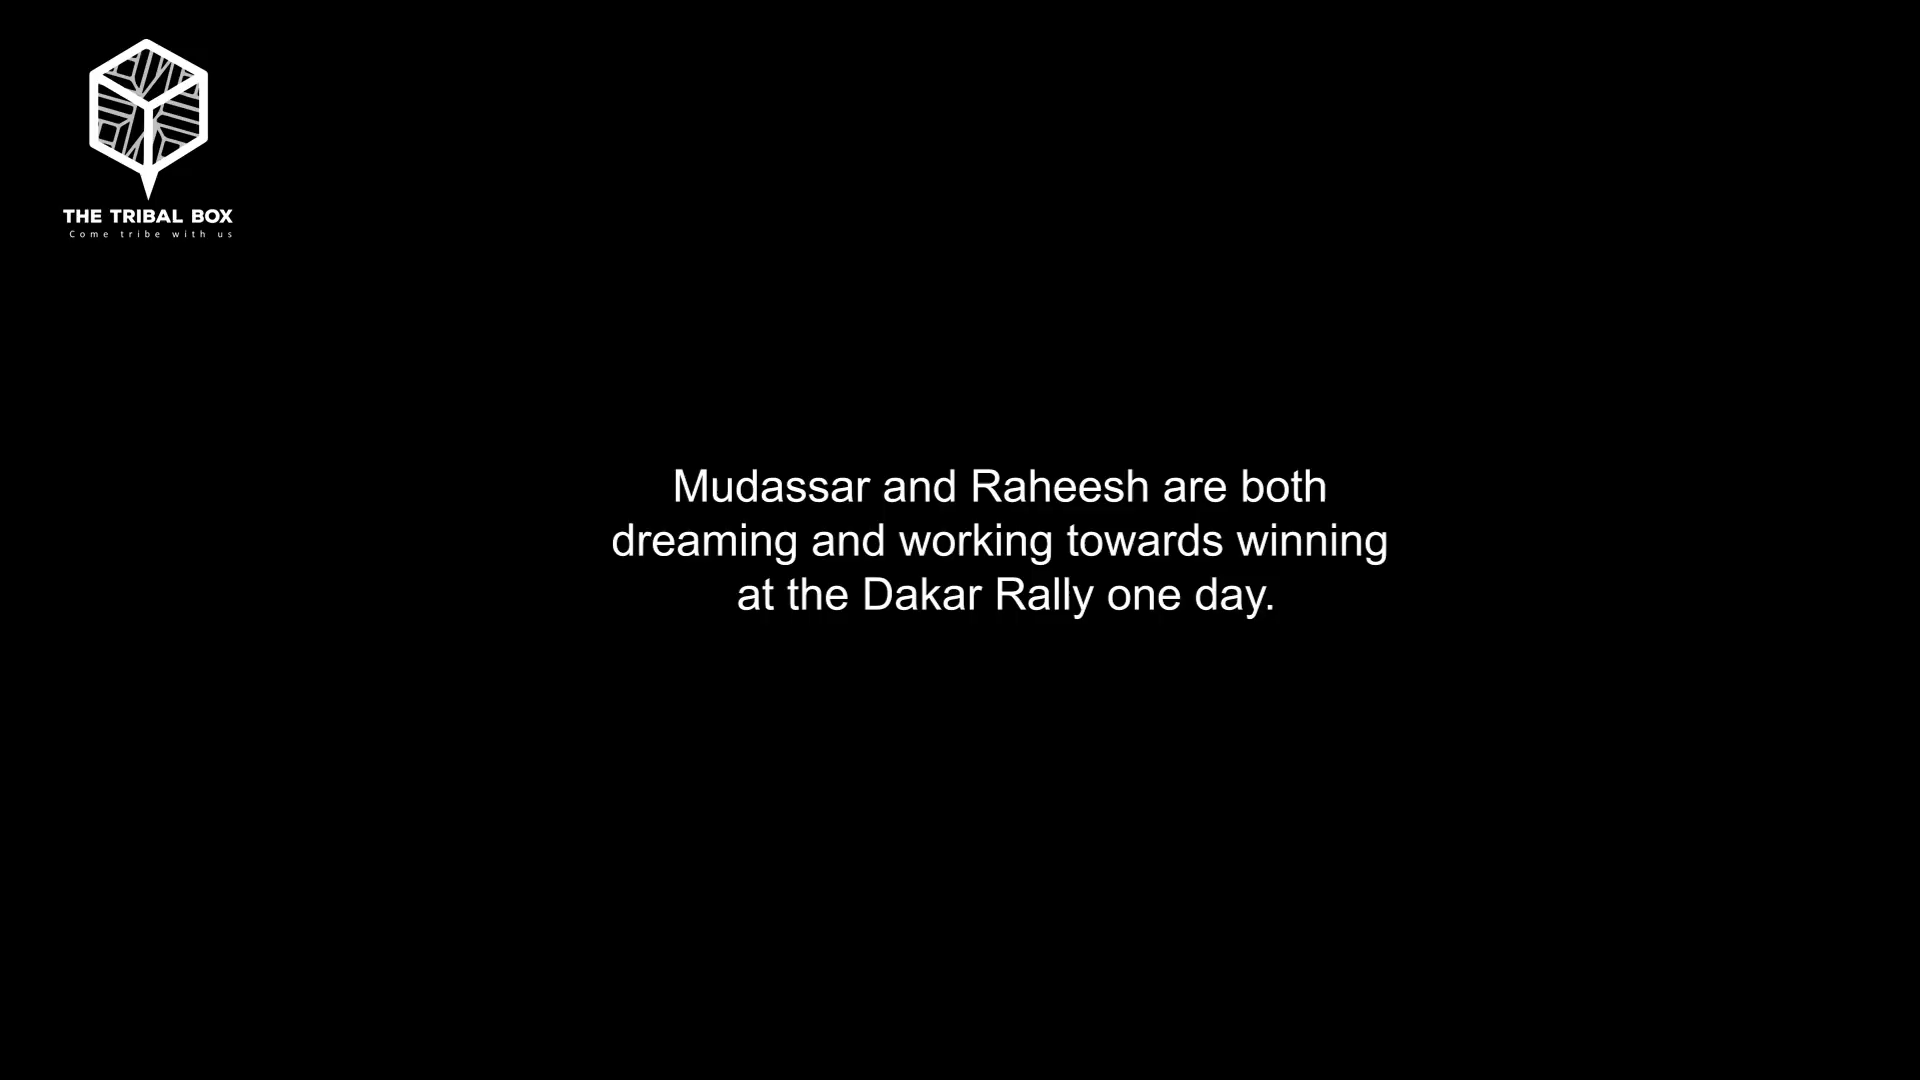 THE TRIBAL BOX
Come tribe with us
Mudassar and Raheesh are both
dreaming and working towards winning
at the Dakar Rally one day.